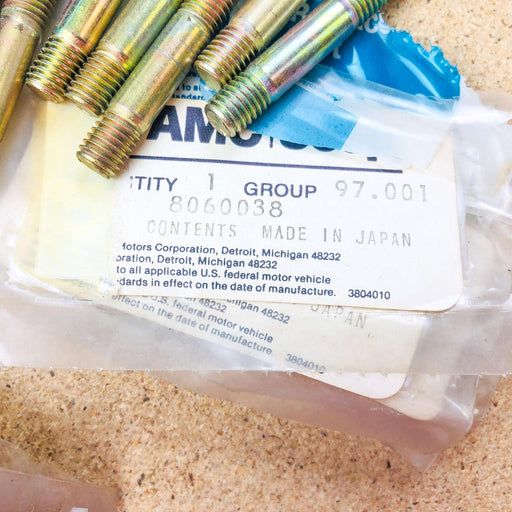 AMC
TITY 1 GROUP 97.001
8060038
CONTENTS MADE IN JAPAN
Motors Corporation, Detroit, Michigan 48232
oration, Detroit, Michigan 48232
to all applicable U.S. federal motor vehicle
dards in effect on the date of manufacture. 3804010
higan 48232
48232
JAPAN
U.S. federal motor vehicle
effect on the date of manufacture.
3804010